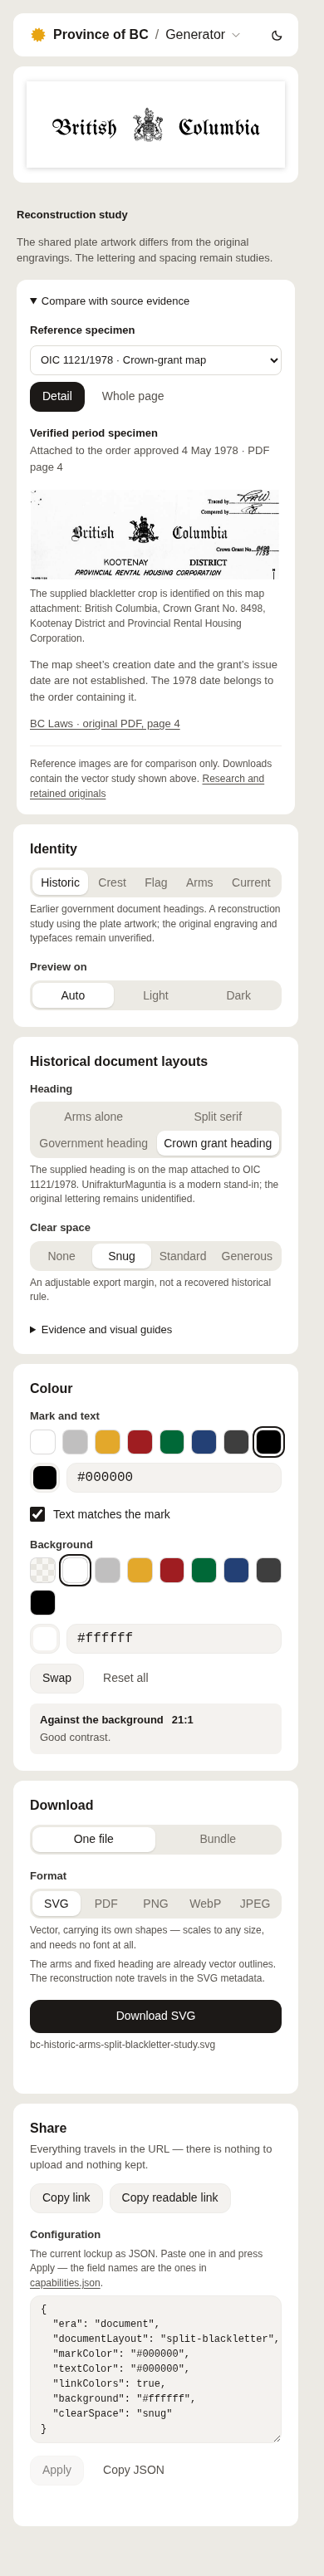 Province of BC / Generator
British Columbia
Reconstruction study
The shared plate artwork differs from the original
engravings. The lettering and spacing remain studies.
Compare with source evidence
Reference specimen
OIC 1121/1978 · Crown-grant map
Detail
Whole page
Verified period specimen
Attached to the order approved 4 May 1978 · PDF
page 4
Traced by
Compared by
British Columbia
Crown Grant No. 8498
KOOTENAY DISTRICT
PROVINCIAL RENTAL HOUSING CORPORATION
The supplied blackletter crop is identified on this map
attachment: British Columbia, Crown Grant No. 8498,
Kootenay District and Provincial Rental Housing
Corporation.
The map sheet's creation date and the grant's issue
date are not established. The 1978 date belongs to
the order containing it.
BC Laws · original PDF, page 4
Reference images are for comparison only. Downloads
contain the vector study shown above. Research and
retained originals
Identity
Historic Crest Flag Arms Current
Earlier government document headings. A reconstruction
study using the plate artwork; the original engraving and
typefaces remain unverified.
Preview on
Auto Light Dark
Historical document layouts
Heading
Arms alone Split serif
Government heading Crown grant heading
The supplied heading is on the map attached to OIC
1121/1978. UnifrakturMaguntia is a modern stand-in; the
original lettering remains unidentified.
Clear space
None Snug Standard Generous
An adjustable export margin, not a recovered historical
rule.
Evidence and visual guides
Colour
Mark and text
#000000
Text matches the mark
Background
#ffffff
Swap Reset all
Against the background 21:1
Good contrast.
Download
One file Bundle
Format
SVG PDF PNG WebP JPEG
Vector, carrying its own shapes — scales to any size,
and needs no font at all.
The arms and fixed heading are already vector outlines.
The reconstruction note travels in the SVG metadata.
Download SVG
bc-historic-arms-split-blackletter-study.svg
Share
Everything travels in the URL — there is nothing to
upload and nothing kept.
Copy link Copy readable link
Configuration
The current lockup as JSON. Paste one in and press
Apply — the field names are the ones in
capabilities.json.
{
"era": "document",
"documentLayout": "split-blackletter",
"markColor": "#000000",
"textColor": "#000000",
"linkColors": true,
"background": "#ffffff",
"clearSpace": "snug"
}
Apply Copy JSON